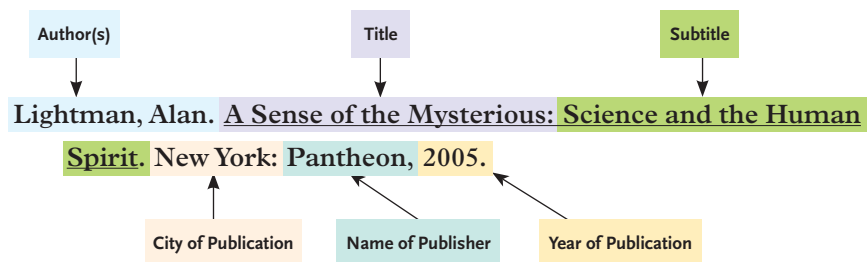 Author(s) Title Subtitle
Lightman, Alan. A Sense of the Mysterious: Science and the Human
Spirit. New York: Pantheon, 2005.
City of Publication Name of Publisher Year of Publication